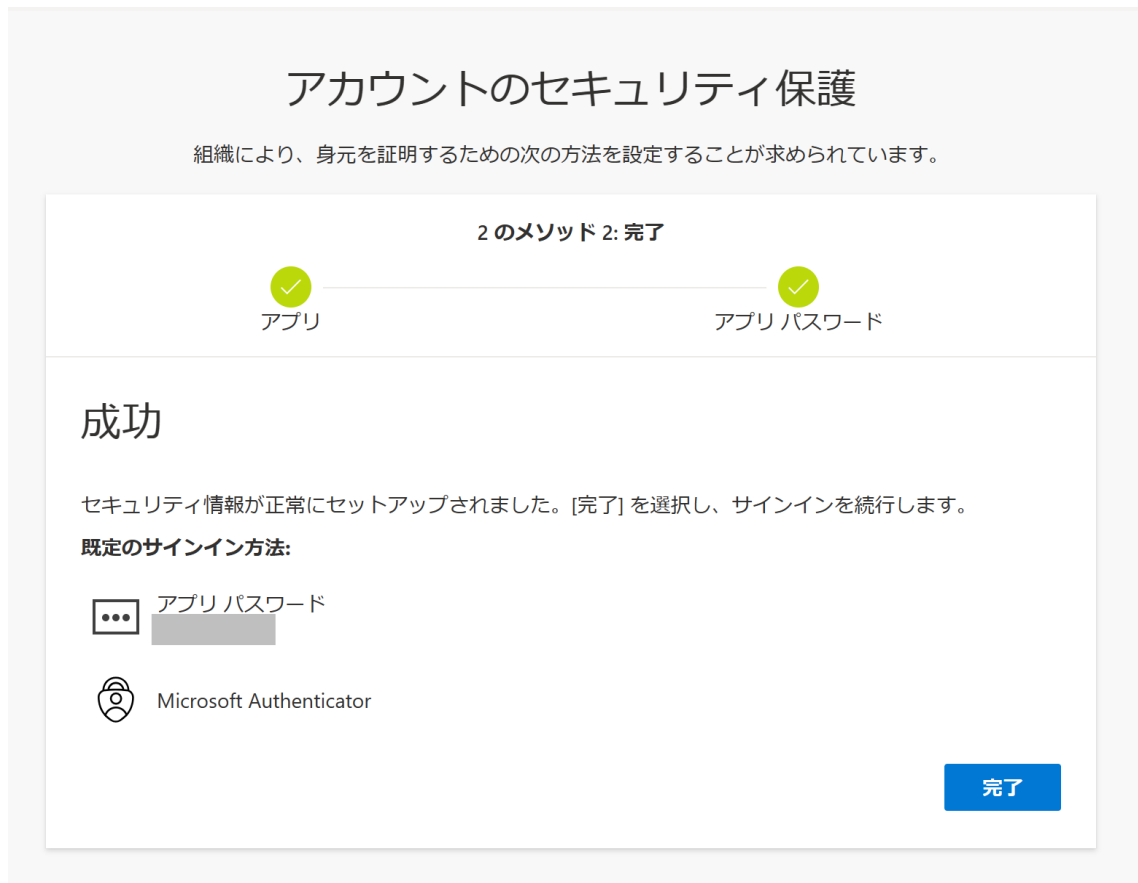 アカウントのセキュリティ保護
組織により、身元を証明するための次の方法を設定することが求められています。
2 のメソッド 2: 完了
アプリ
アプリ パスワード
成功
セキュリティ情報が正常にセットアップされました。[完了] を選択し、サインインを続行します。
既定のサインイン方法:
アプリ パスワード
Microsoft Authenticator
完了